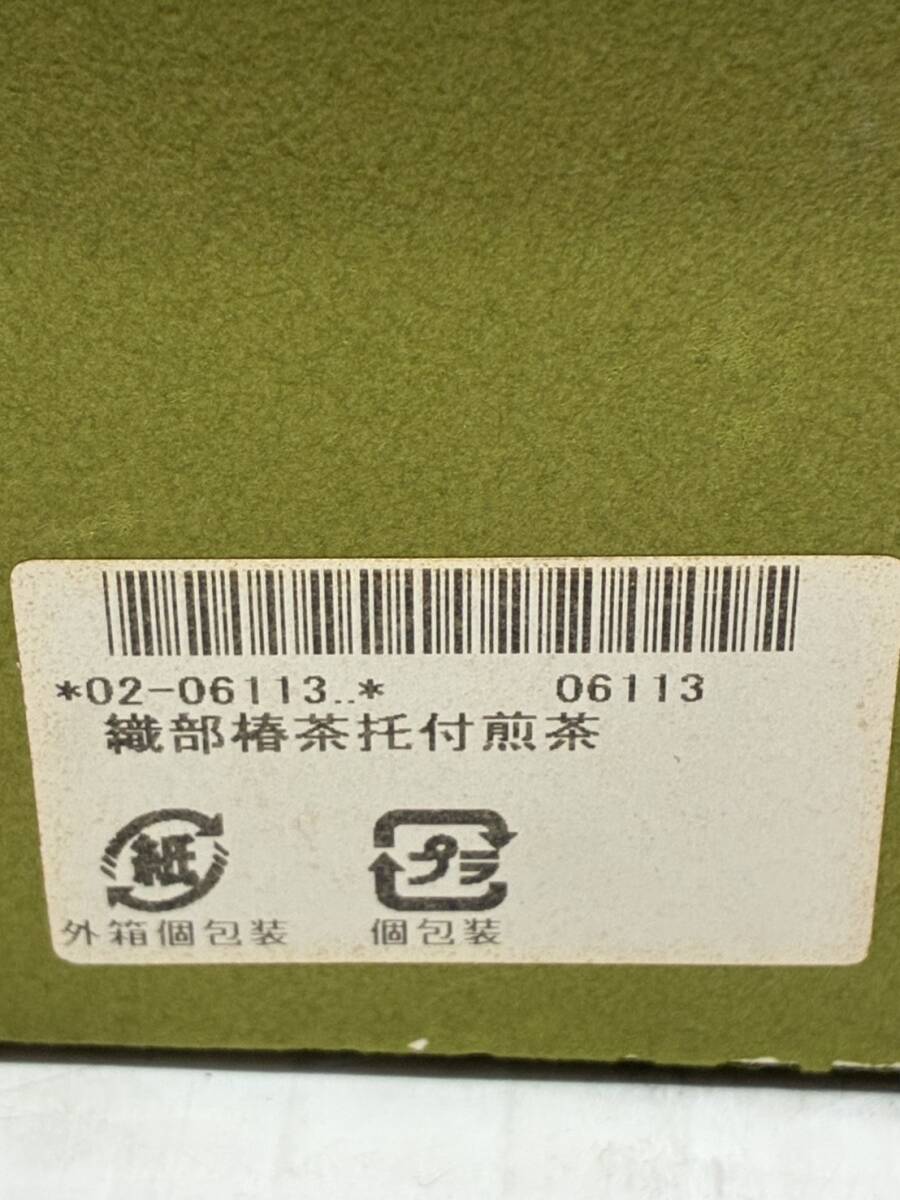 *02-06113..* 06113
織部椿茶托付煎茶
紙 プラ
外箱個包装 個包装